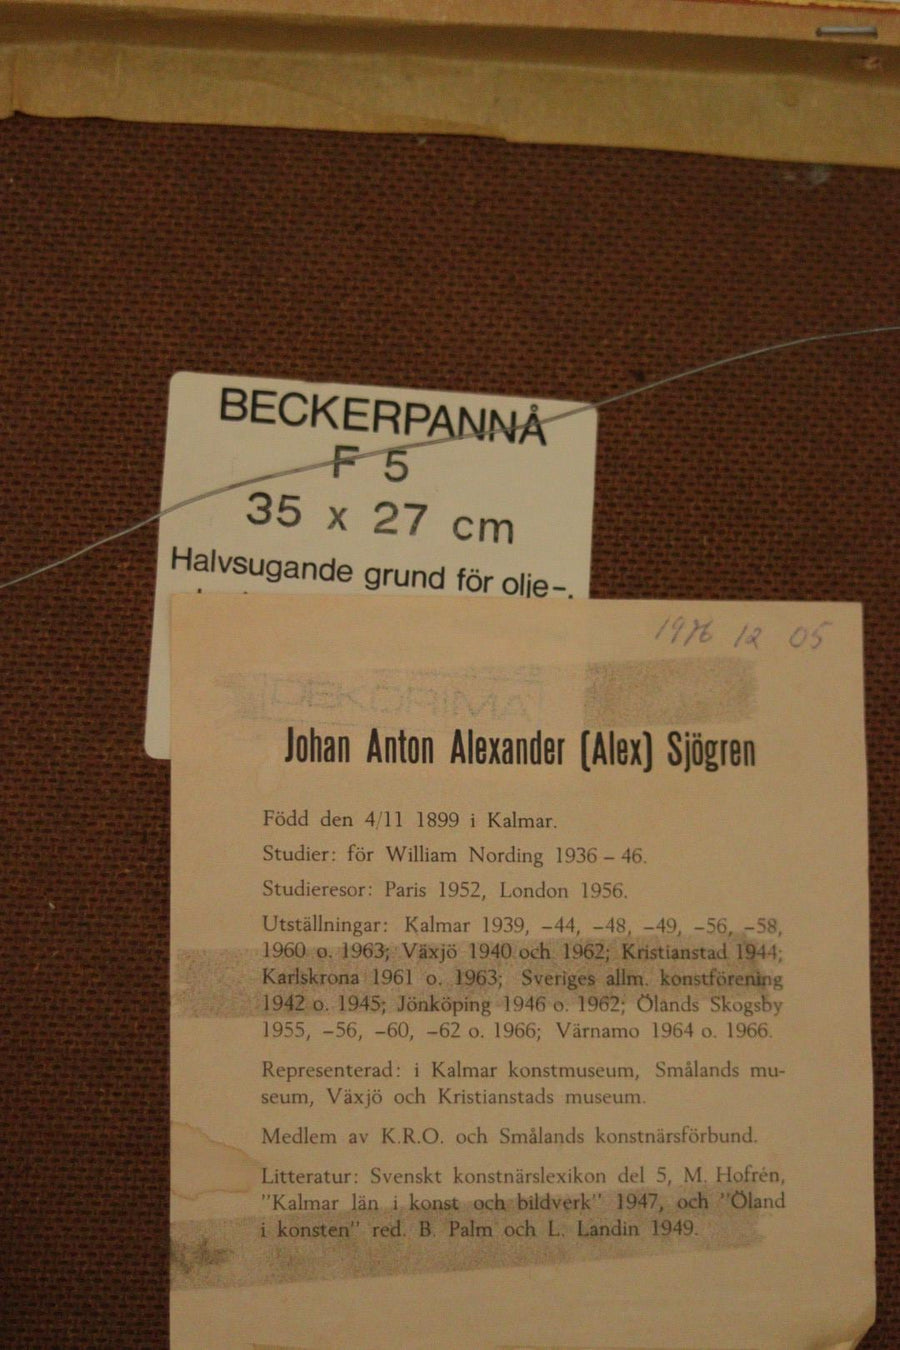 BECKERPANNÅ
F 5
35 x 27 cm
Halvsugande grund för olje-,
1976 12 05
Johan Anton Alexander (Alex) Sjögren
Född den 4/11 1899 i Kalmar.
Studier: för William Nording 1936 – 46.
Studieresor: Paris 1952, London 1956.
Utställningar: Kalmar 1939, –44, –48, –49, –56, –58,
1960 o. 1963; Växjö 1940 och 1962; Kristianstad 1944;
Karlskrona 1961 o. 1963; Sveriges allm. konstförening
1942 o. 1945; Jönköping 1946 o. 1962; Ölands Skogsby
1955, –56, –60, –62 o. 1966; Värnamo 1964 o. 1966.
Representerad: i Kalmar konstmuseum, Smålands mu-
seum, Växjö och Kristianstads museum.
Medlem av K.R.O. och Smålands konstnärsförbund.
Litteratur: Svenskt konstnärslexikon del 5, M. Hofrén,
"Kalmar län i konst och bildverk" 1947, och "Öland
i konsten" red. B. Palm och L. Landin 1949.